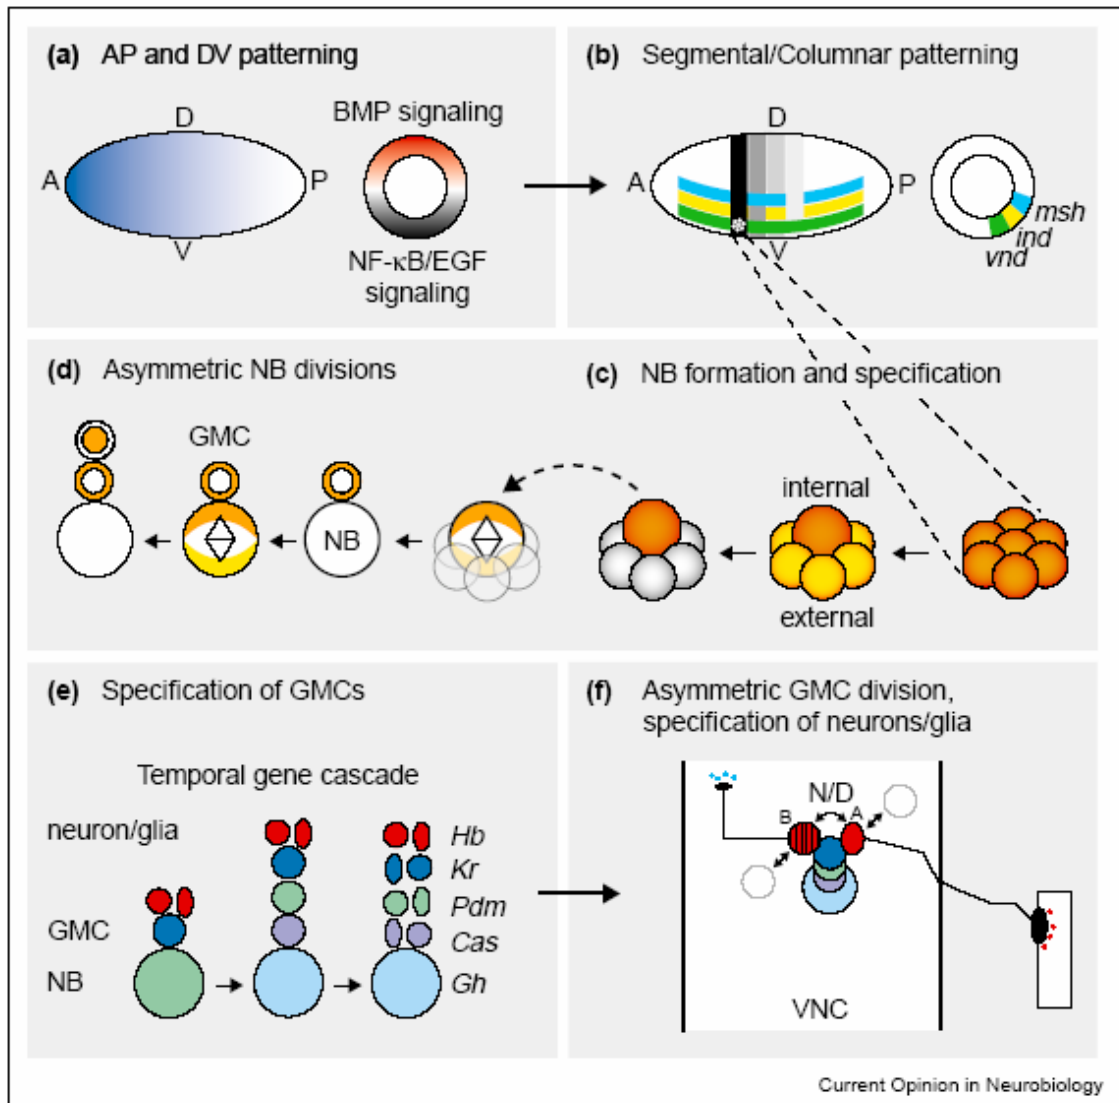 (a) AP and DV patterning
D
A
P
V
BMP signaling
NF-κB/EGF
signaling
(b) Segmental/Columnar patterning
D
A
P
V
msh
ind
vnd
(d) Asymmetric NB divisions
GMC
NB
(c) NB formation and specification
internal
external
(e) Specification of GMCs
Temporal gene cascade
neuron/glia
GMC
NB
Hb
Kr
Pdm
Cas
Gh
(f) Asymmetric GMC division,
specification of neurons/glia
N/D
B
A
VNC
Current Opinion in Neurobiology